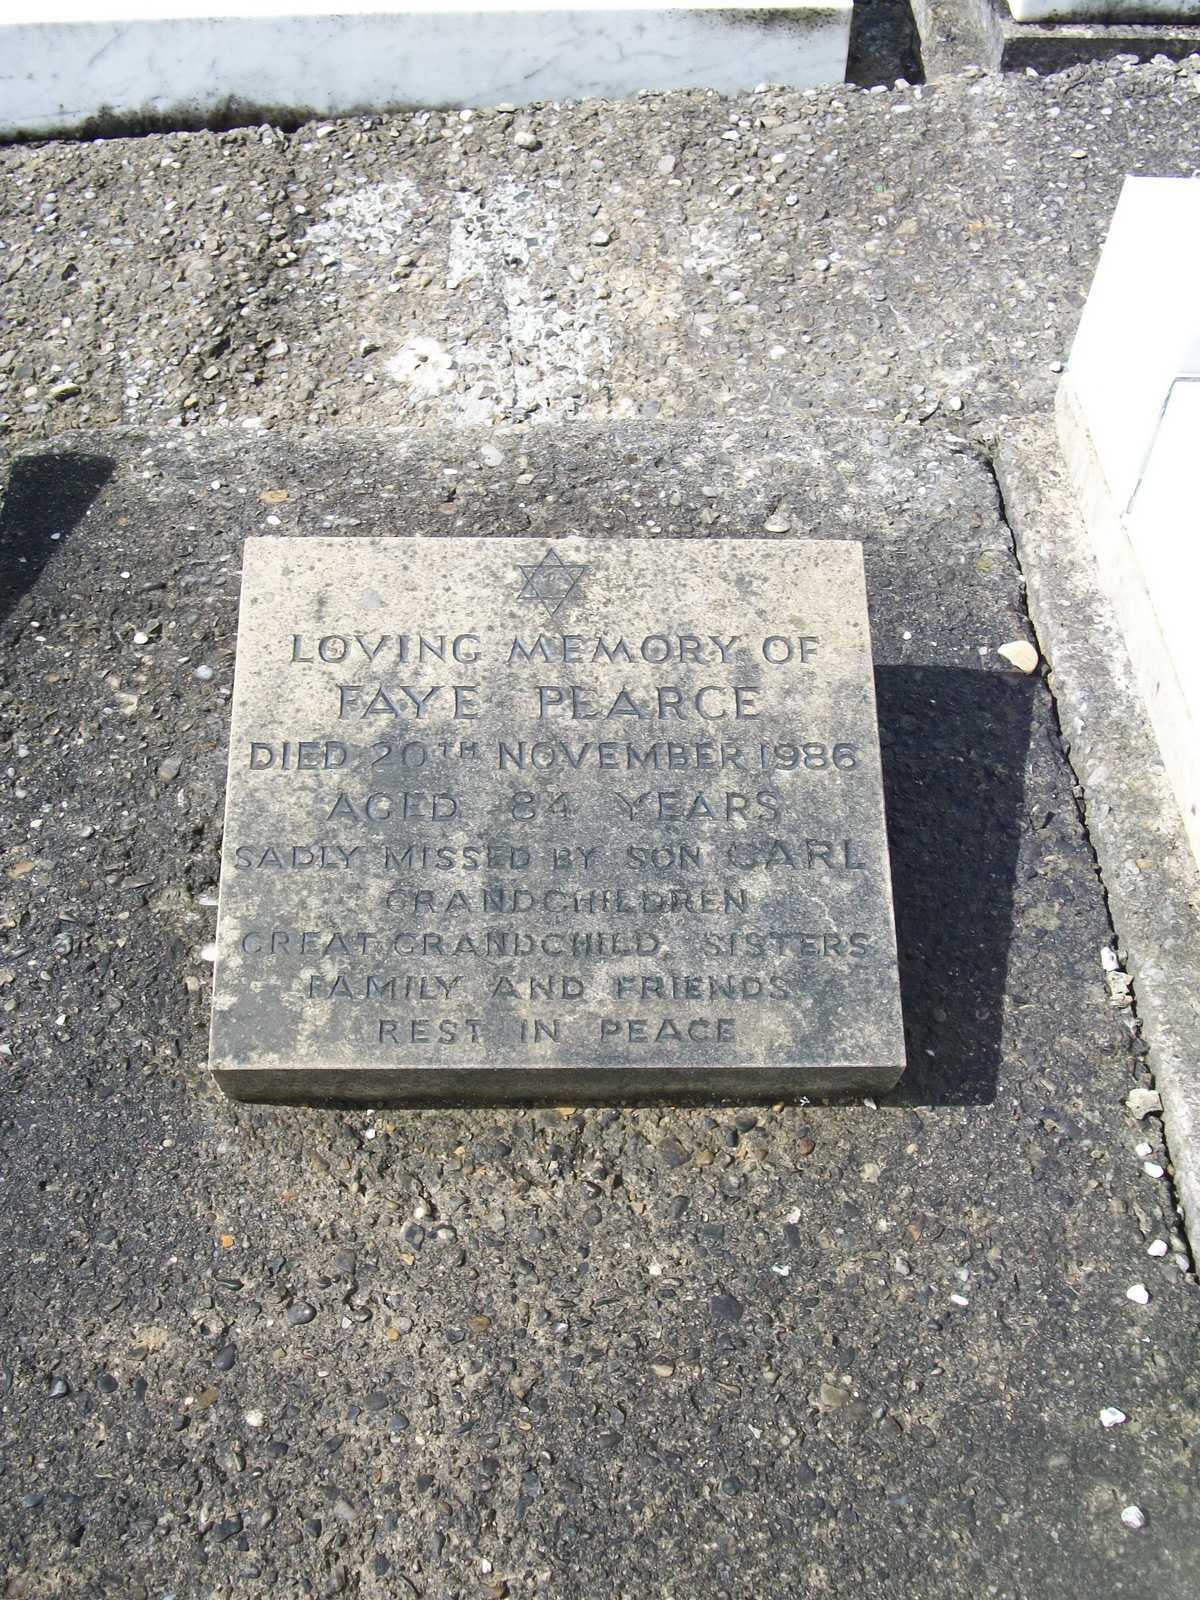 LOVING MEMORY OF
FAYE PEARCE
DIED 20TH NOVEMBER 1986
AGED 84 YEARS
SADLY MISSED BY SON CARL
GRANDCHILDREN
GREAT GRANDCHILD, SISTERS
FAMILY AND FRIENDS
REST IN PEACE